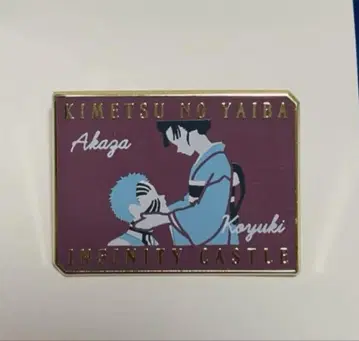 KIMETSU NO YAIBA
Akaza
Koyuki
INFINITY CASTLE